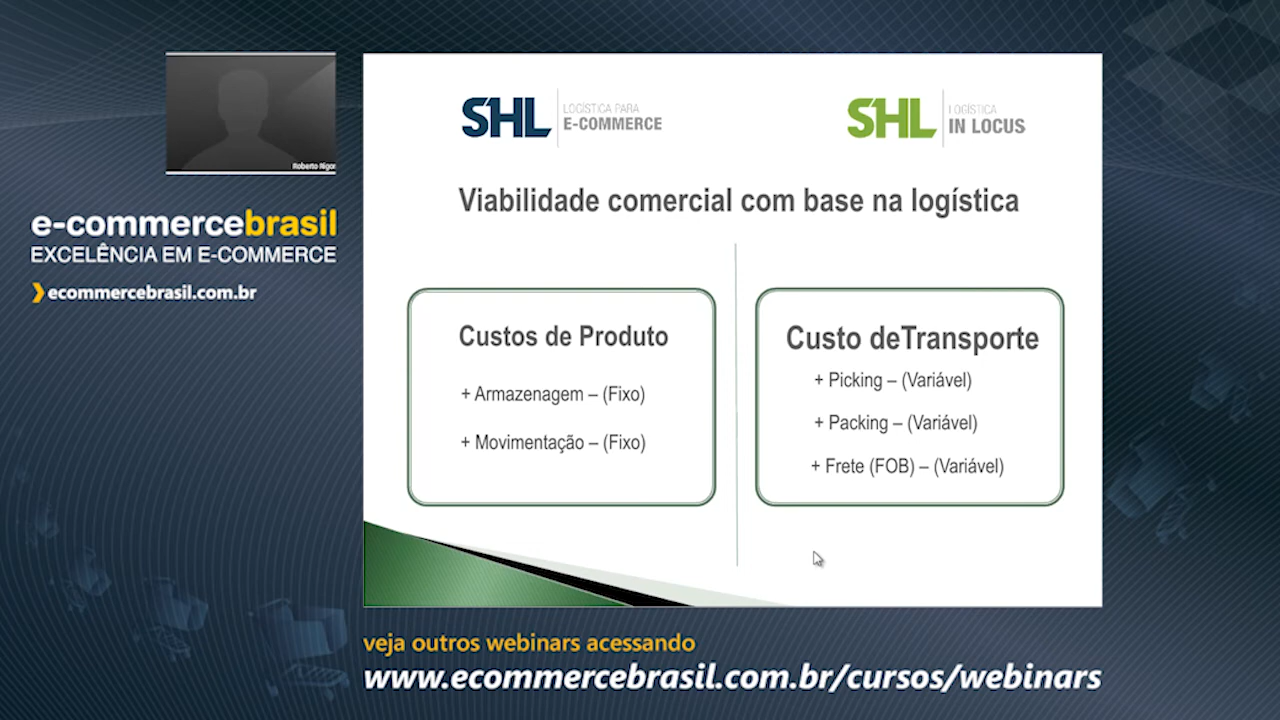 Roberto Rigon
e-commercebrasil
EXCELÊNCIA EM E-COMMERCE
ecommercebrasil.com.br
SHL LOGÍSTICA PARA
E-COMMERCE
SHL LOGÍSTICA
IN LOCUS
Viabilidade comercial com base na logística
Custos de Produto
+ Armazenagem – (Fixo)
+ Movimentação – (Fixo)
Custo deTransporte
+ Picking – (Variável)
+ Packing – (Variável)
+ Frete (FOB) – (Variável)
veja outros webinars acessando
www.ecommercebrasil.com.br/cursos/webinars